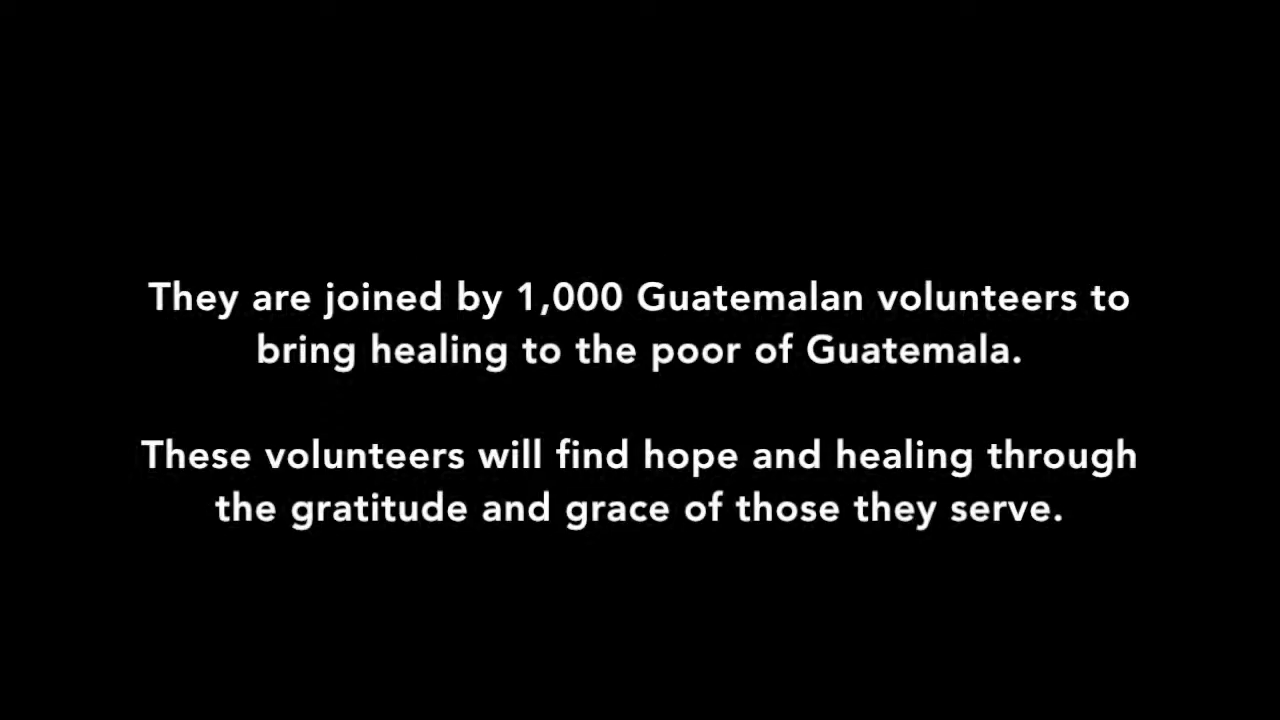 They are joined by 1,000 Guatemalan volunteers to
bring healing to the poor of Guatemala.
These volunteers will find hope and healing through
the gratitude and grace of those they serve.